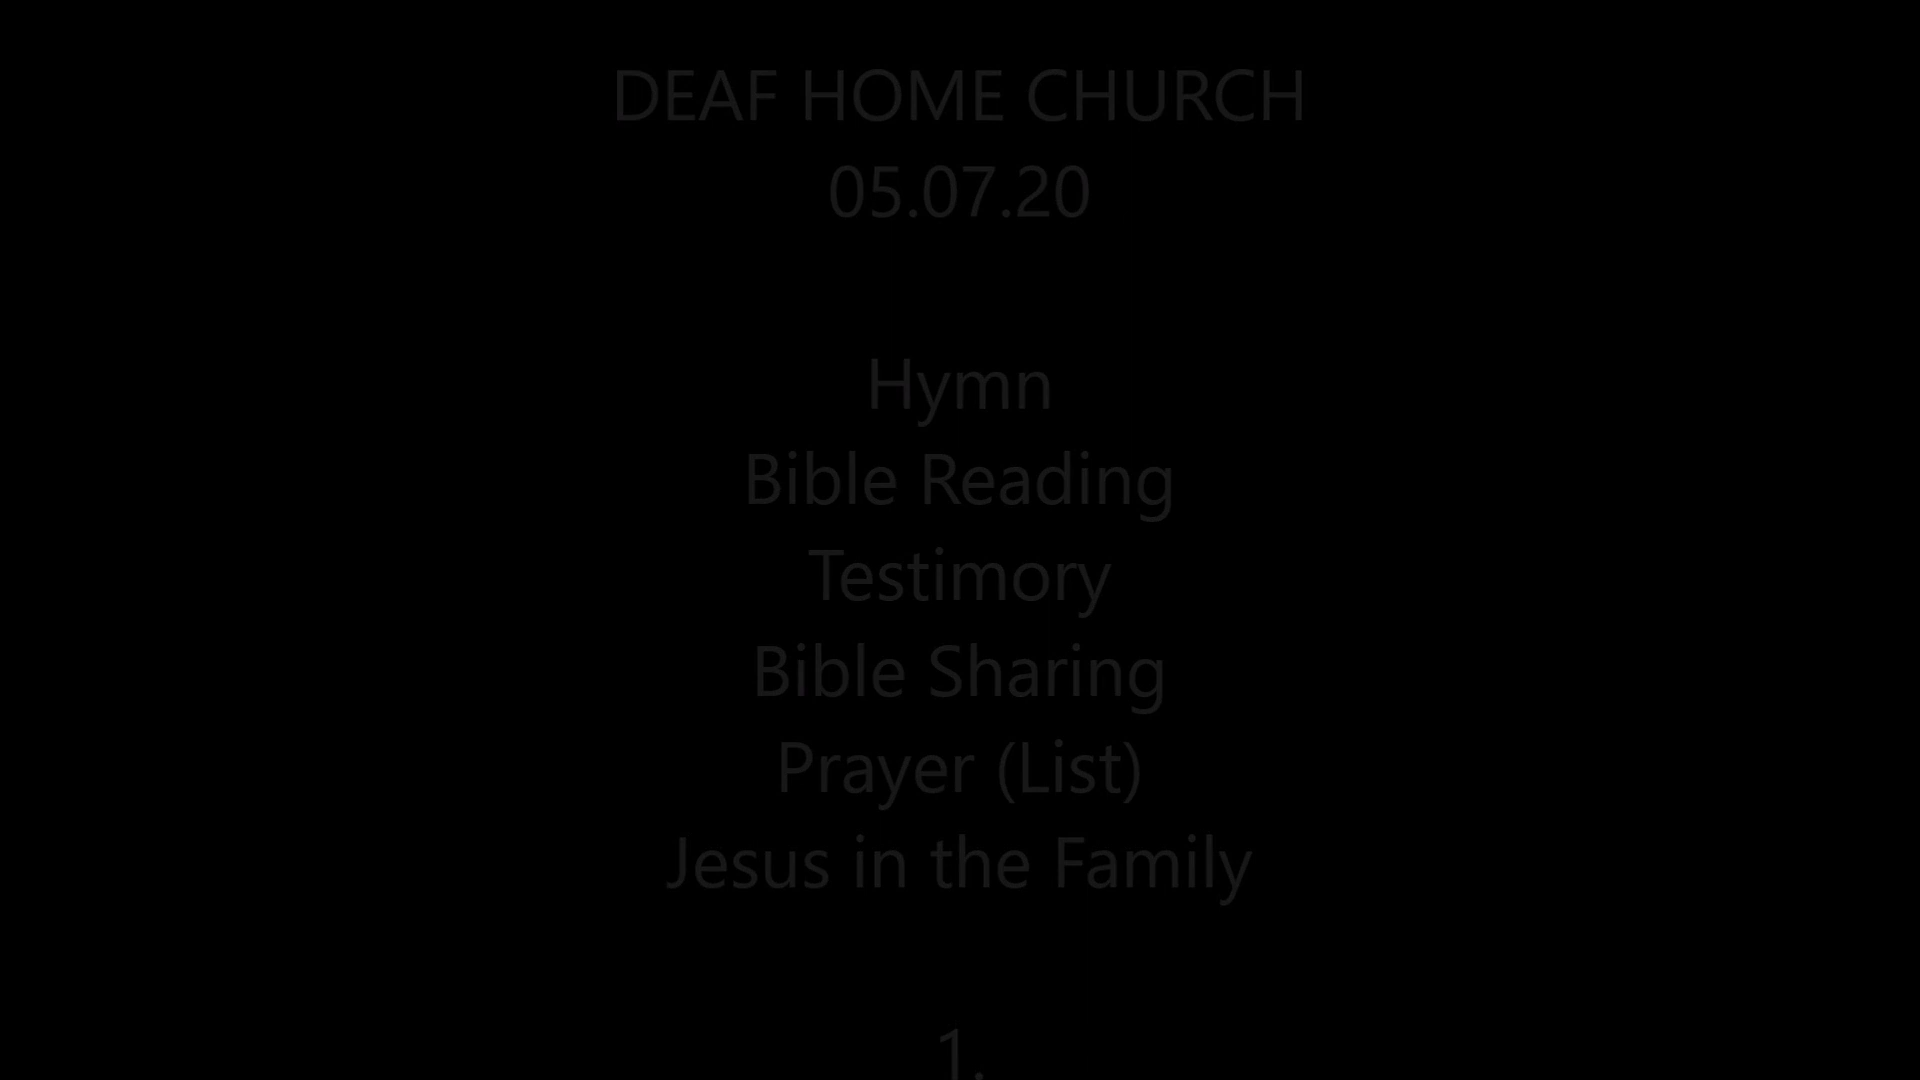 DEAF HOME CHURCH
05.07.20
Hymn
Bible Reading
Testimory
Bible Sharing
Prayer (List)
Jesus in the Family
1.